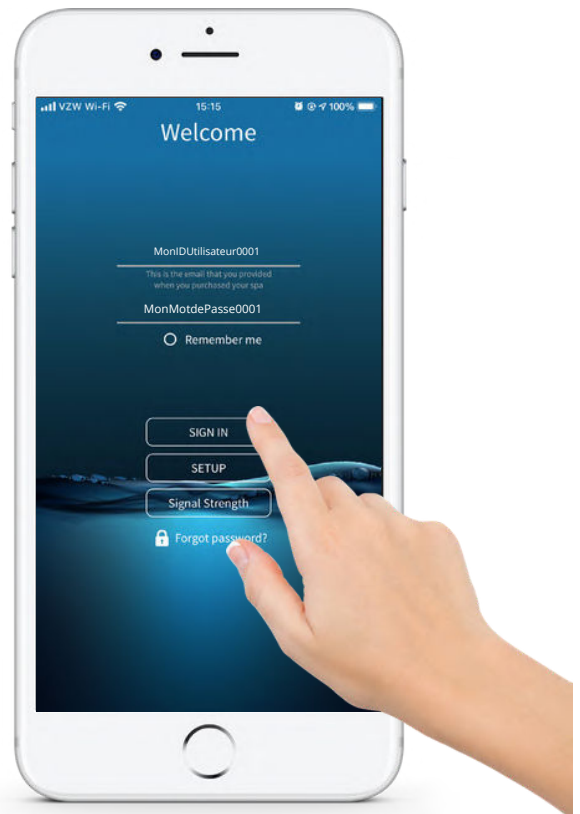 VZW Wi-Fi 15:15 100%
Welcome
MonIDUtilisateur0001
This is the email that you provided
when you purchased your spa
MonMotdePasse0001
Remember me
SIGN IN
SETUP
Signal Strength
Forgot password?